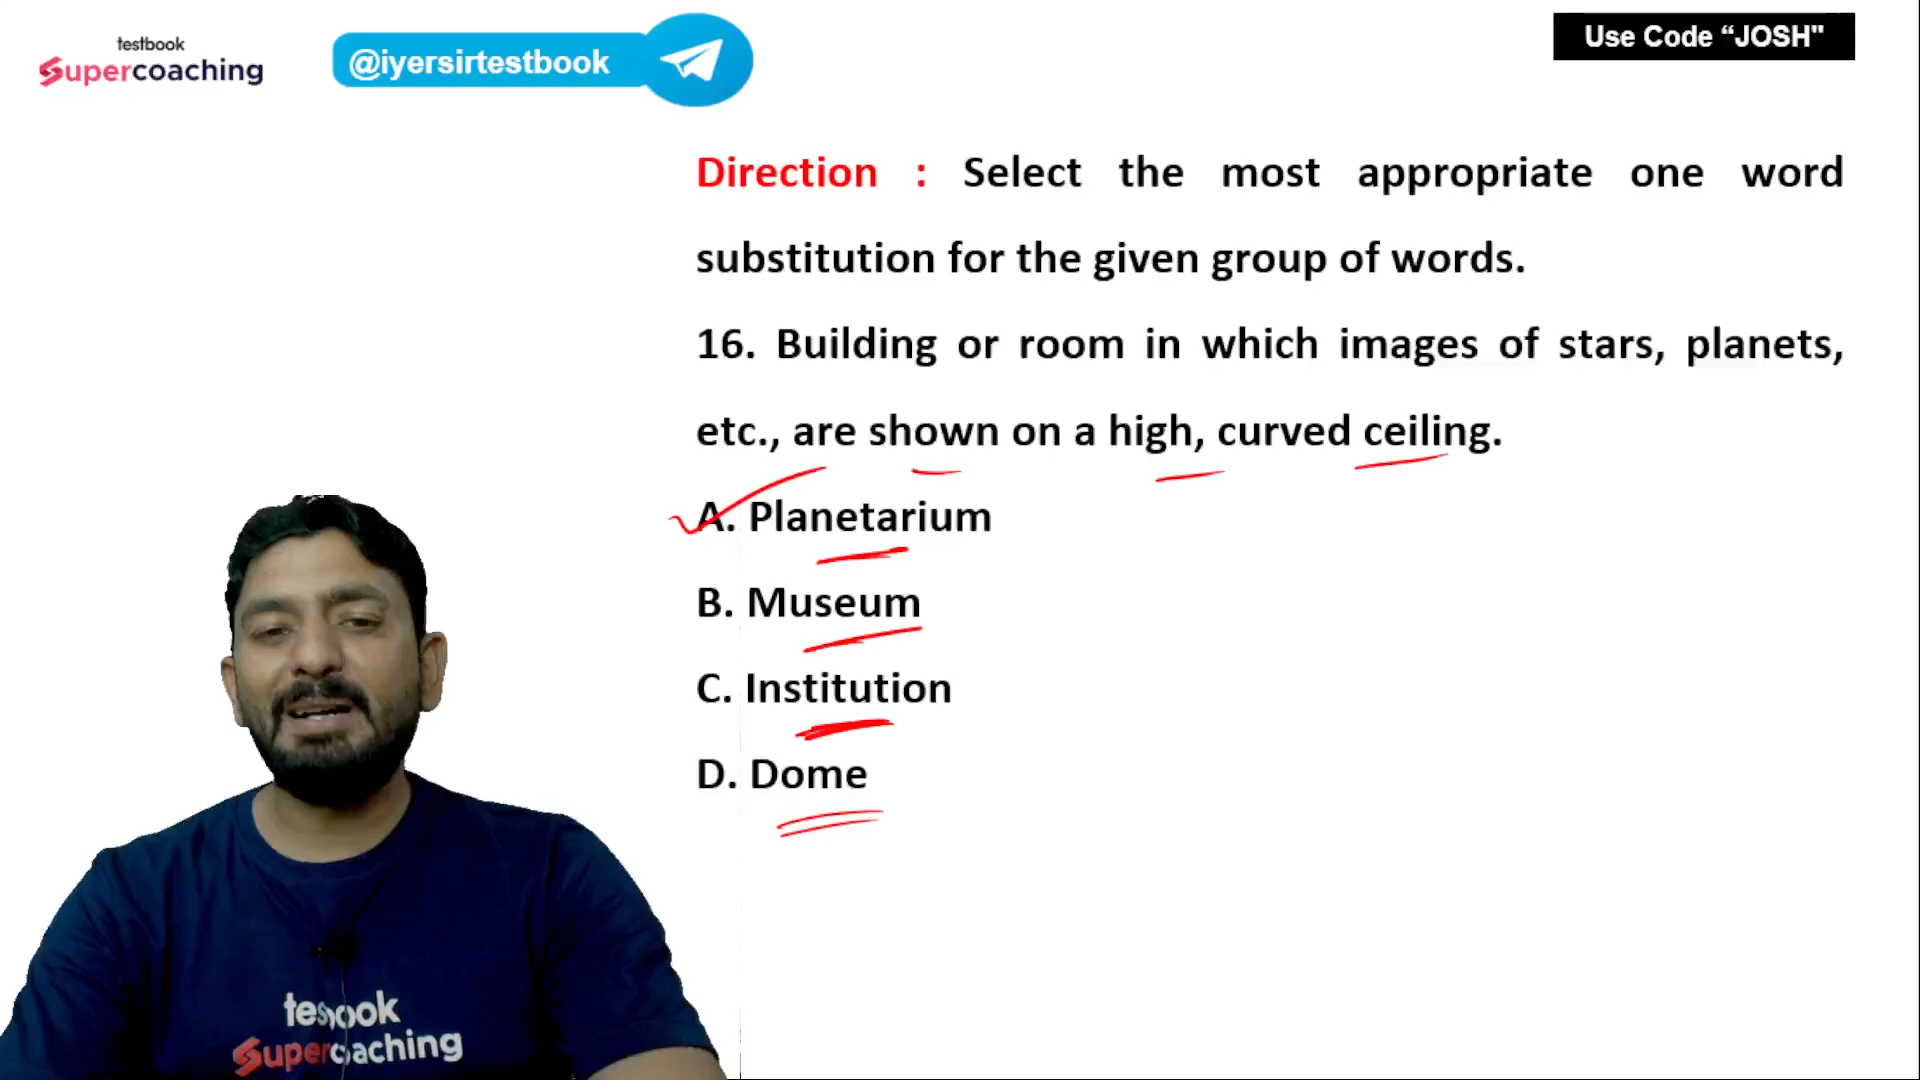 testbook
Supercoaching
@iyersirtestbook
Use Code “JOSH"
Direction : Select the most appropriate one word
substitution for the given group of words.
16. Building or room in which images of stars, planets,
etc., are shown on a high, curved ceiling.
A. Planetarium
B. Museum
C. Institution
D. Dome
testbook
Supercoaching